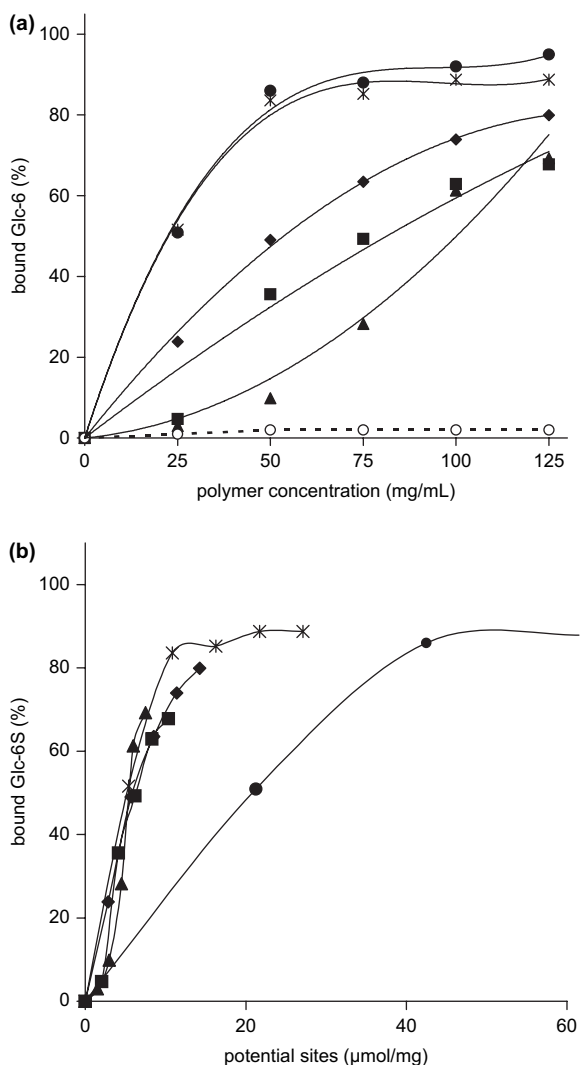 (a)
100
80
60
40
20
0
bound Glc-6 (%)
0 25 50 75 100 125
polymer concentration (mg/mL)
(b)
100
80
60
40
20
0
bound Glc-6S (%)
0 20 40 60
potential sites (μmol/mg)